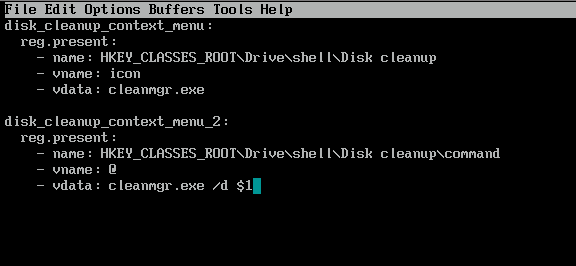 File Edit Options Buffers Tools Help
disk_cleanup_context_menu:
  reg.present:
    - name: HKEY_CLASSES_ROOT\Drive\shell\Disk cleanup
    - vname: icon
    - vdata: cleanmgr.exe

disk_cleanup_context_menu_2:
  reg.present:
    - name: HKEY_CLASSES_ROOT\Drive\shell\Disk cleanup\command
    - vname: @
    - vdata: cleanmgr.exe /d $1